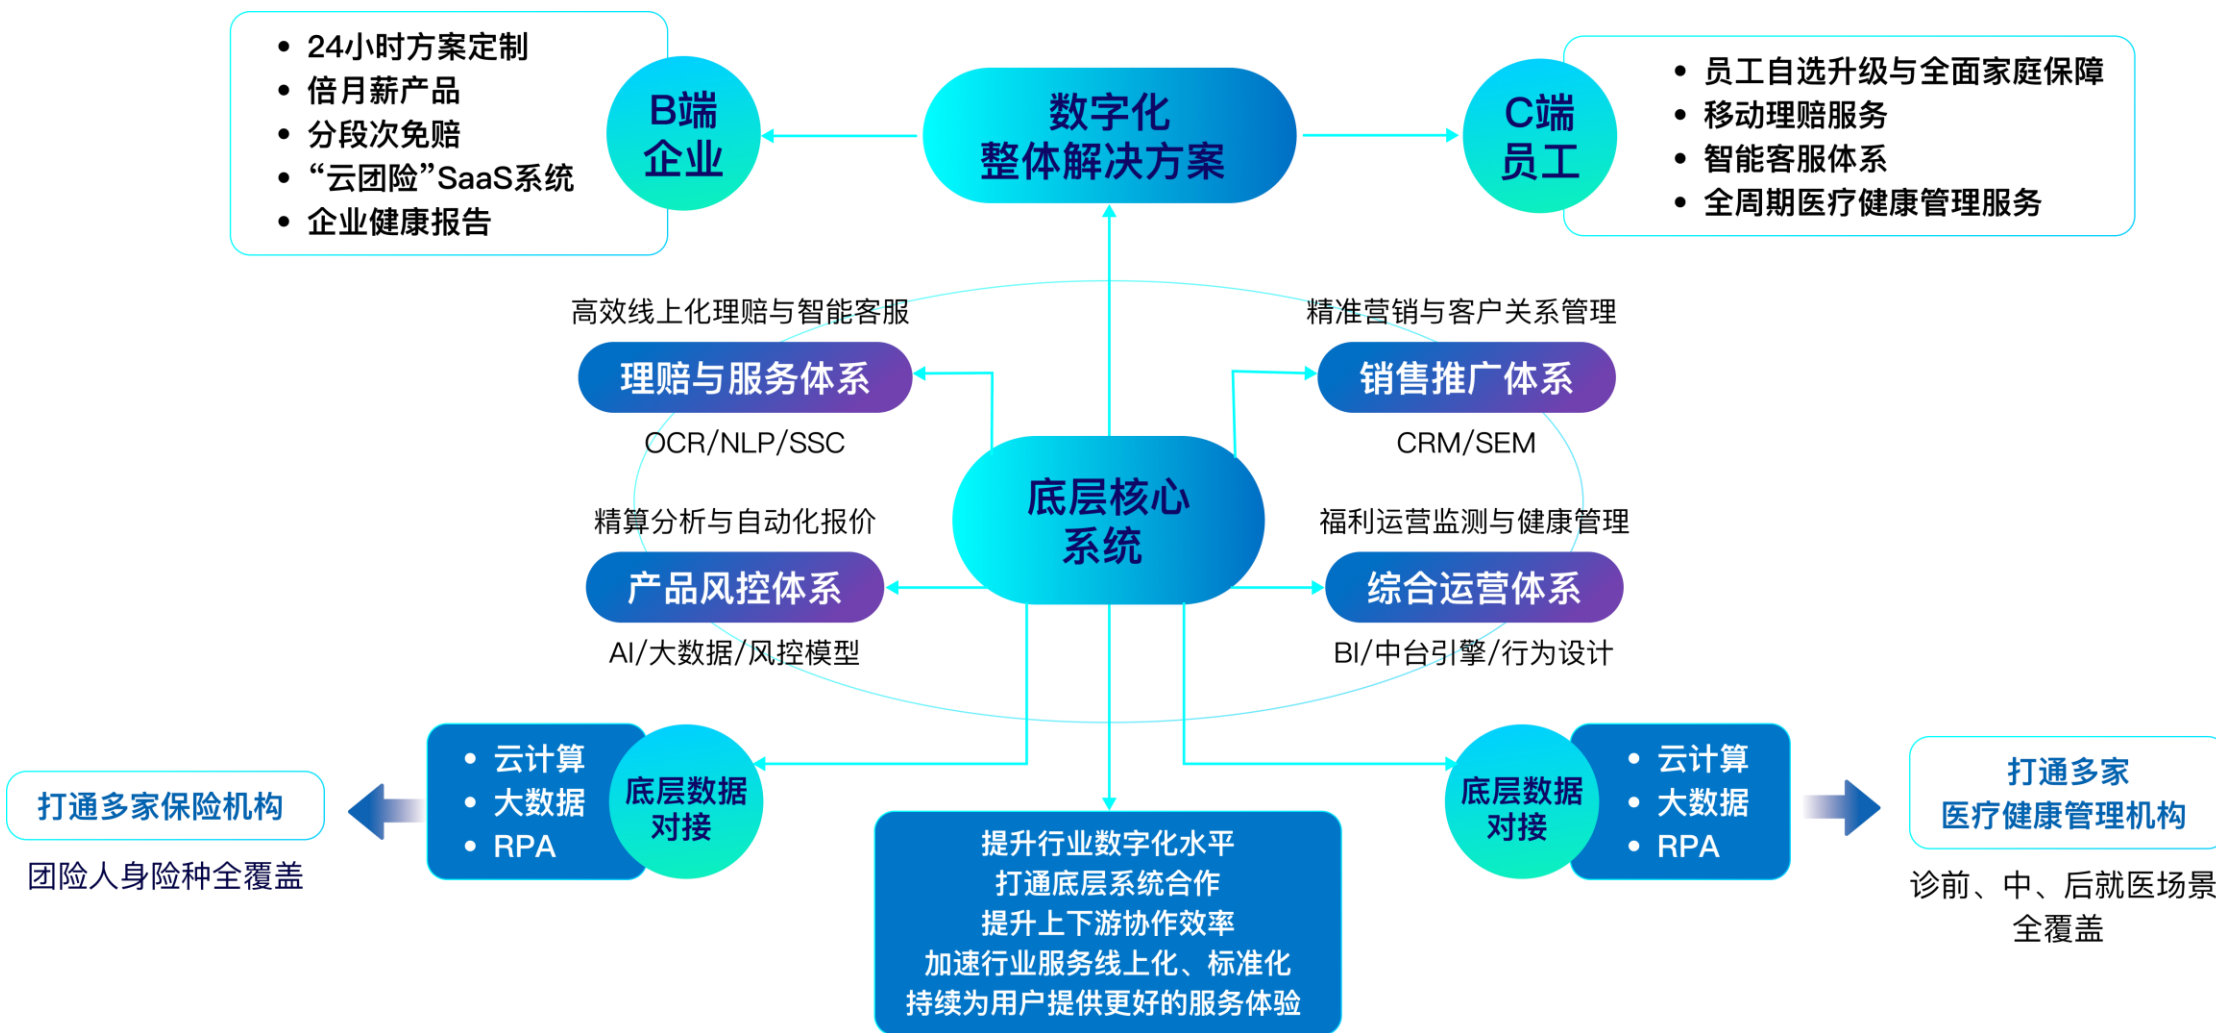 • 24小时方案定制
• 倍月薪产品
• 分段次免赔
• “云团险”SaaS系统
• 企业健康报告
B端
企业
数字化
整体解决方案
C端
员工
• 员工自选升级与全面家庭保障
• 移动理赔服务
• 智能客服体系
• 全周期医疗健康管理服务
高效线上化理赔与智能客服
理赔与服务体系
OCR/NLP/SSC
精准营销与客户关系管理
销售推广体系
CRM/SEM
底层核心
系统
精算分析与自动化报价
产品风控体系
AI/大数据/风控模型
福利运营监测与健康管理
综合运营体系
BI/中台引擎/行为设计
打通多家保险机构
团险人身险种全覆盖
• 云计算
• 大数据
• RPA
底层数据
对接
提升行业数字化水平
打通底层系统合作
提升上下游协作效率
加速行业服务线上化、标准化
持续为用户提供更好的服务体验
底层数据
对接
• 云计算
• 大数据
• RPA
打通多家
医疗健康管理机构
诊前、中、后就医场景
全覆盖